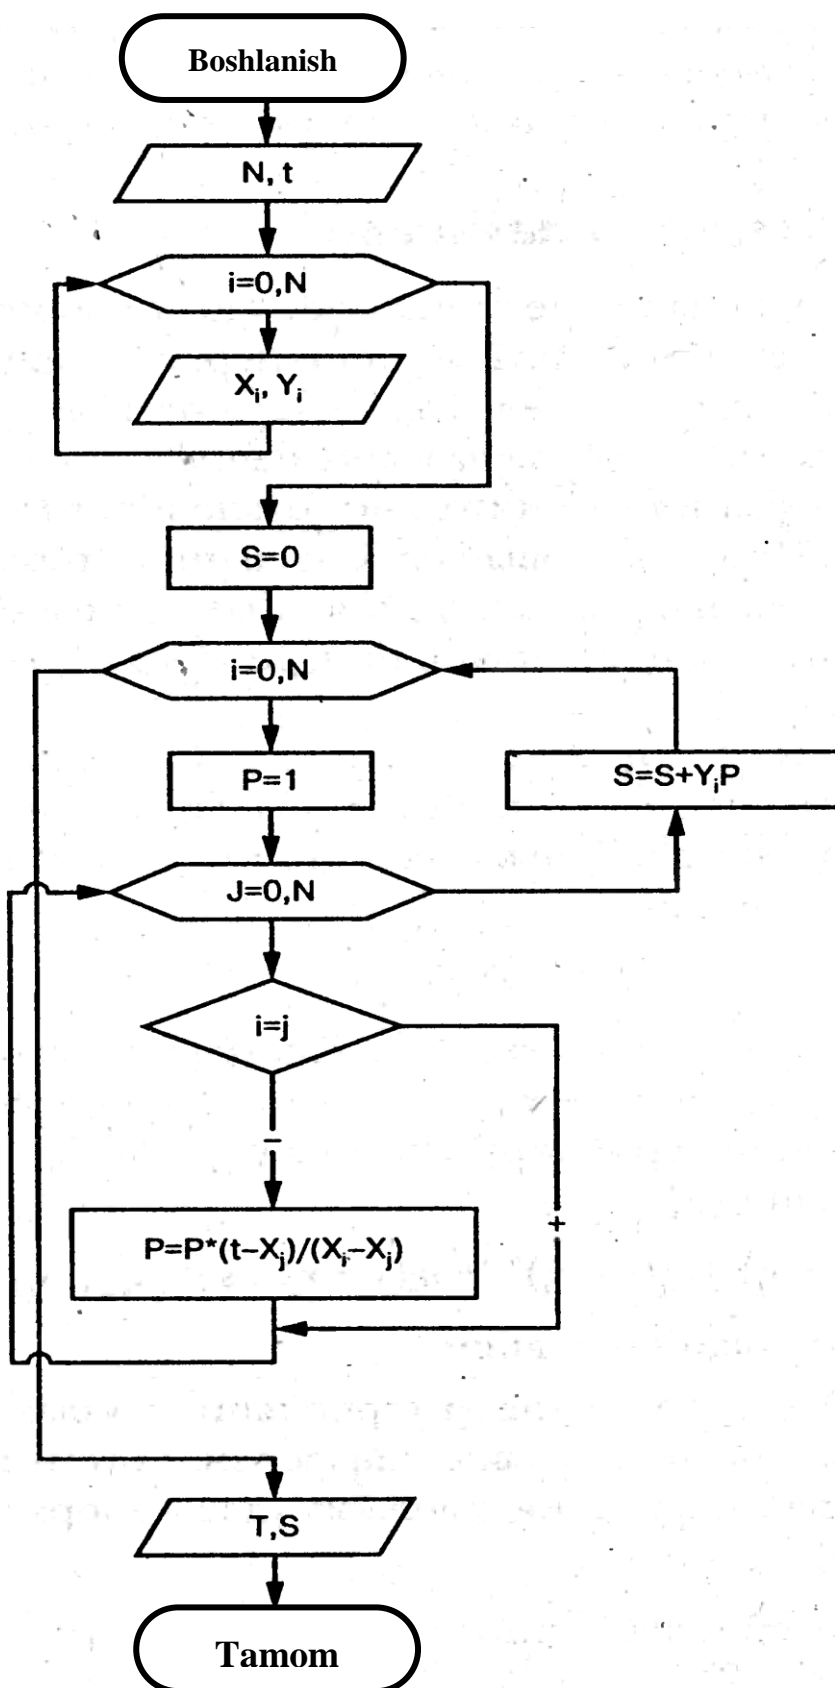 Boshlanish
N, t
i=0,N
Xᵢ, Yᵢ
S=0
i=0,N
P=1
S=S+YᵢP
J=0,N
i=j
−
+
P=P*(t−Xⱼ)/(Xᵢ−Xⱼ)
T,S
Tamom